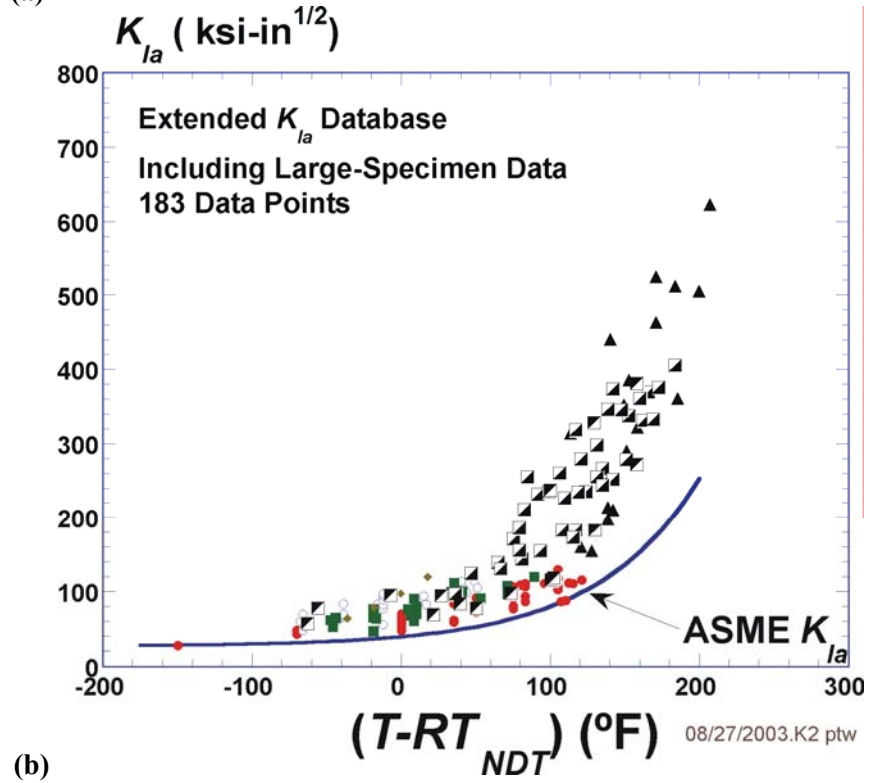 K_Ia ( ksi-in^1/2)
800
Extended K_Ia Database
700
Including Large-Specimen Data
183 Data Points
600
500
400
300
200
100
ASME K_Ia
0
-200 -100 0 100 200 300
(T-RT_NDT) (ºF)
08/27/2003.K2 ptw
(b)